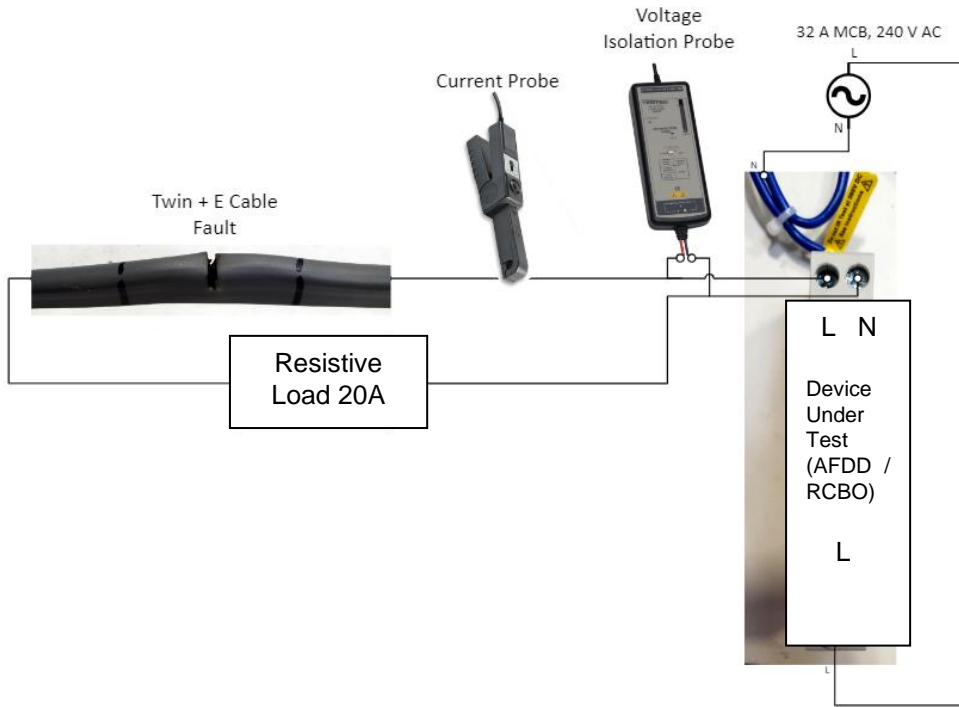 Voltage
Isolation Probe
32 A MCB, 240 V AC
L
Current Probe
N
N
Twin + E Cable
Fault
L N
Resistive
Load 20A
Device
Under
Test
(AFDD /
RCBO)
L
L